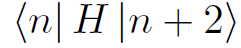 ⟨n| H |n + 2⟩